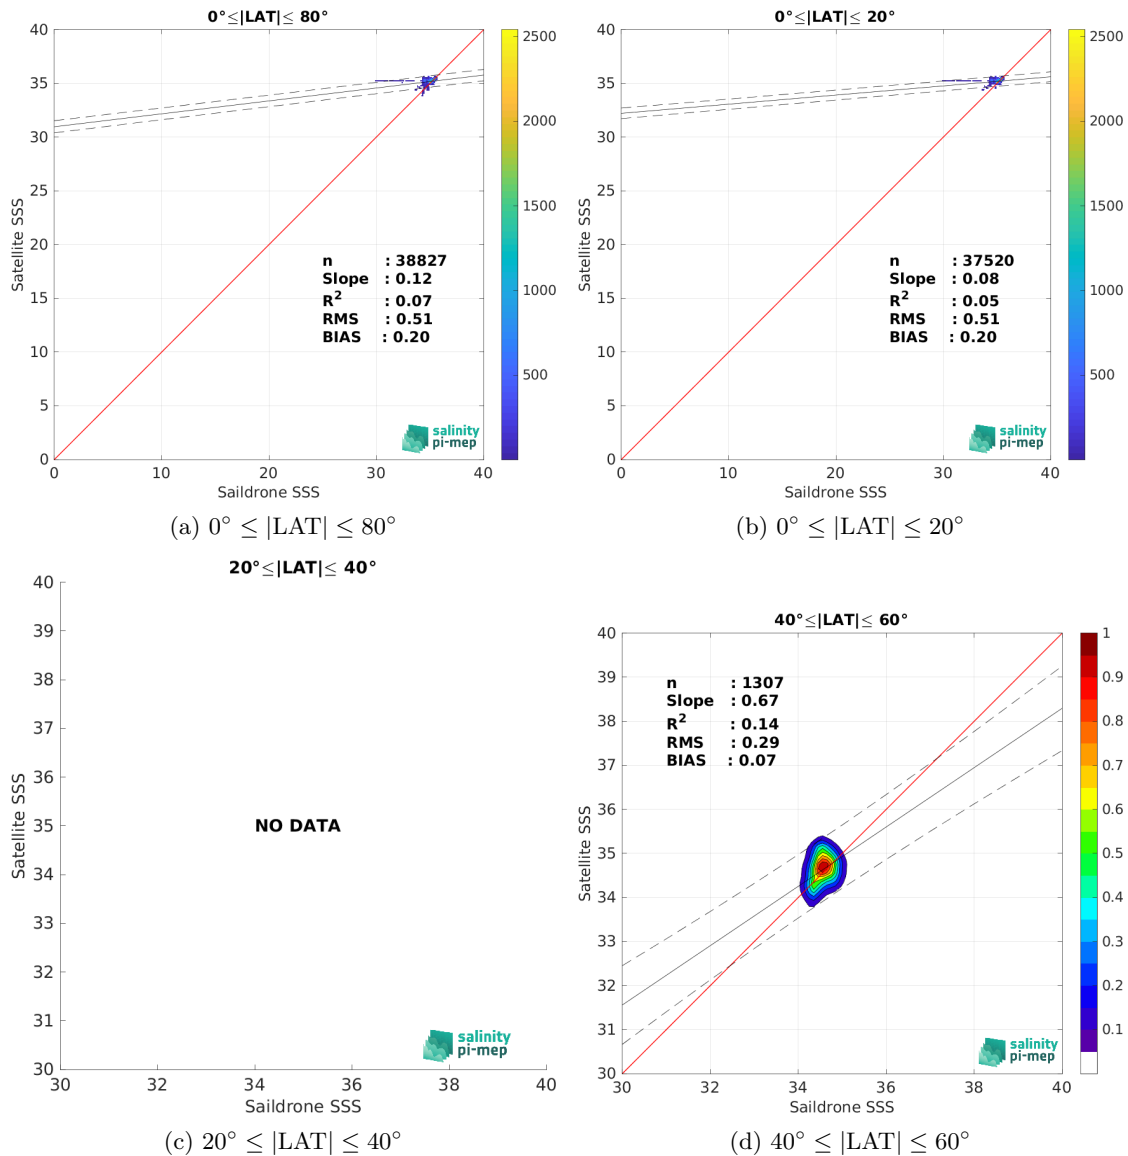 0°≤|LAT|≤ 80°
40
35
30
25
20
15
10
5
0
Satellite SSS
n : 38827
Slope : 0.12
R² : 0.07
RMS : 0.51
BIAS : 0.20
salinity
pi-mep
0 10 20 30 40
Saildrone SSS
2500
2000
1500
1000
500
(a) 0° ≤ |LAT| ≤ 80°
0°≤|LAT|≤ 20°
40
35
30
25
20
15
10
5
0
Satellite SSS
n : 37520
Slope : 0.08
R² : 0.05
RMS : 0.51
BIAS : 0.20
salinity
pi-mep
0 10 20 30 40
Saildrone SSS
2500
2000
1500
1000
500
(b) 0° ≤ |LAT| ≤ 20°
20°≤|LAT|≤ 40°
40
39
38
37
36
35
34
33
32
31
30
Satellite SSS
NO DATA
salinity
pi-mep
30 32 34 36 38 40
Saildrone SSS
(c) 20° ≤ |LAT| ≤ 40°
40°≤|LAT|≤ 60°
40
39
38
37
36
35
34
33
32
31
30
Satellite SSS
n : 1307
Slope : 0.67
R² : 0.14
RMS : 0.29
BIAS : 0.07
salinity
pi-mep
30 32 34 36 38 40
Saildrone SSS
1
0.9
0.8
0.7
0.6
0.5
0.4
0.3
0.2
0.1
(d) 40° ≤ |LAT| ≤ 60°